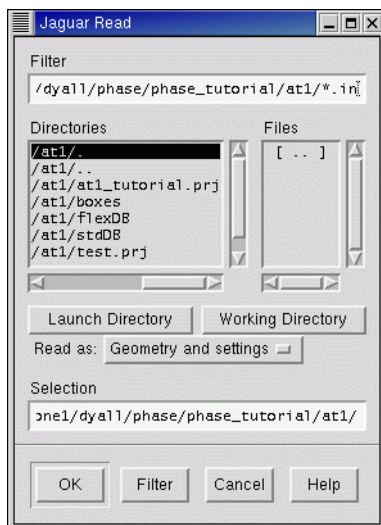 Jaguar Read
Filter
/dyall/phase/phase_tutorial/at1/*.in
Directories
/at1/.
/at1/..
/at1/at1_tutorial.prj
/at1/boxes
/at1/flexDB
/at1/stdDB
/at1/test.prj
Files
[ .. ]
Launch Directory Working Directory
Read as: Geometry and settings
Selection
one1/dyall/phase/phase_tutorial/at1/
OK Filter Cancel Help